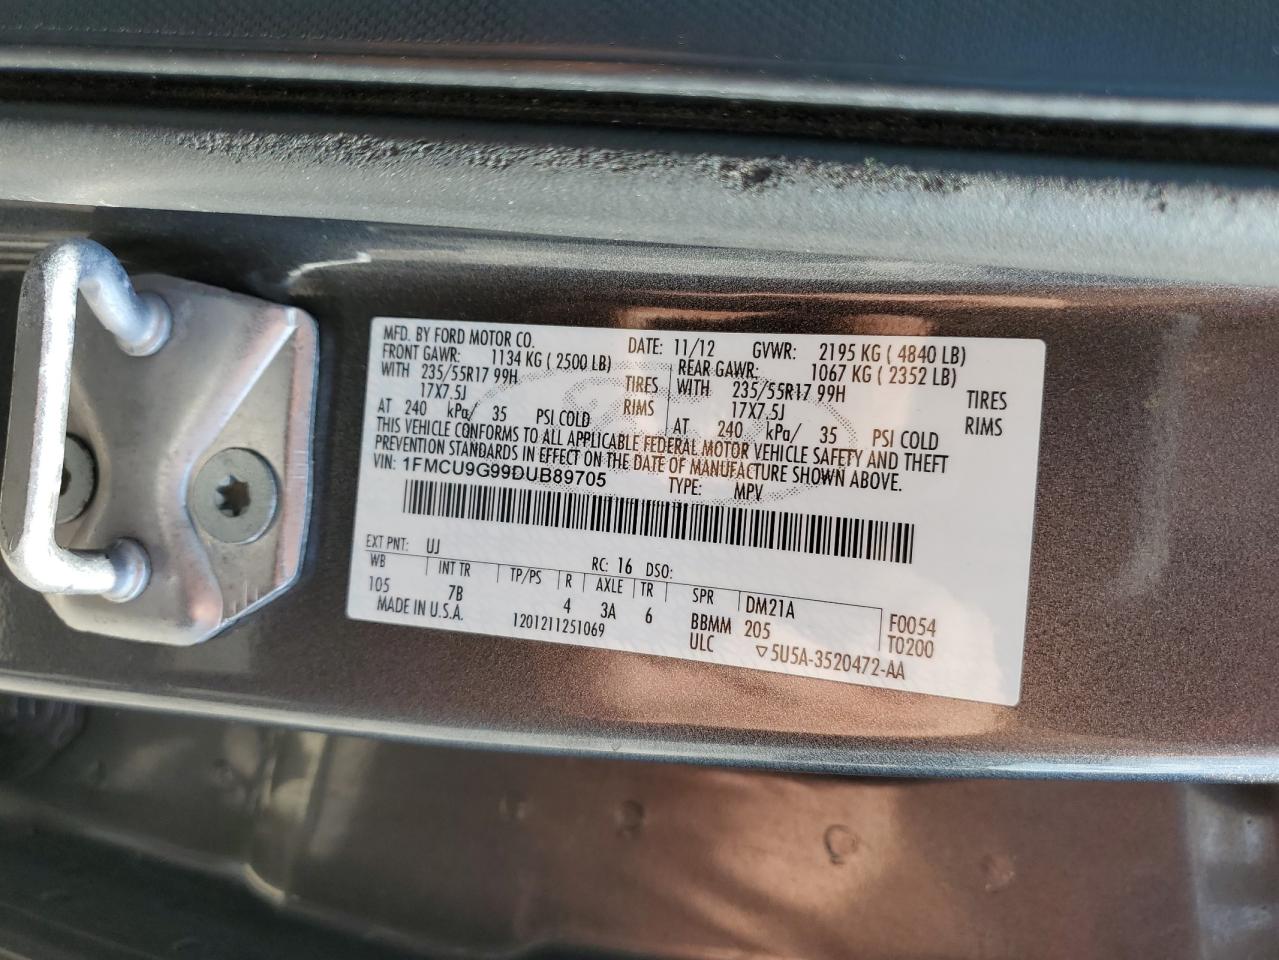 MFD. BY FORD MOTOR CO. DATE: 11/12 GVWR: 2195 KG ( 4840 LB)
FRONT GAWR: 1134 KG ( 2500 LB) REAR GAWR: 1067 KG ( 2352 LB)
WITH 235/55R17 99H TIRES WITH 235/55R17 99H TIRES
17X7.5J RIMS 17X7.5J RIMS
AT 240 kPa/ 35 PSI COLD AT 240 kPa/ 35 PSI COLD
THIS VEHICLE CONFORMS TO ALL APPLICABLE FEDERAL MOTOR VEHICLE SAFETY AND THEFT
PREVENTION STANDARDS IN EFFECT ON THE DATE OF MANUFACTURE SHOWN ABOVE.
VIN: 1FMCU9G99DUB89705 TYPE: MPV
EXT PNT: UJ RC: 16 DSO:
WB INT TR TP/PS R AXLE TR SPR DM21A F0054
105 7B 4 3A 6 BBMM 205 T0200
MADE IN U.S.A. 1201211251069 ULC ▽5U5A-3520472-AA